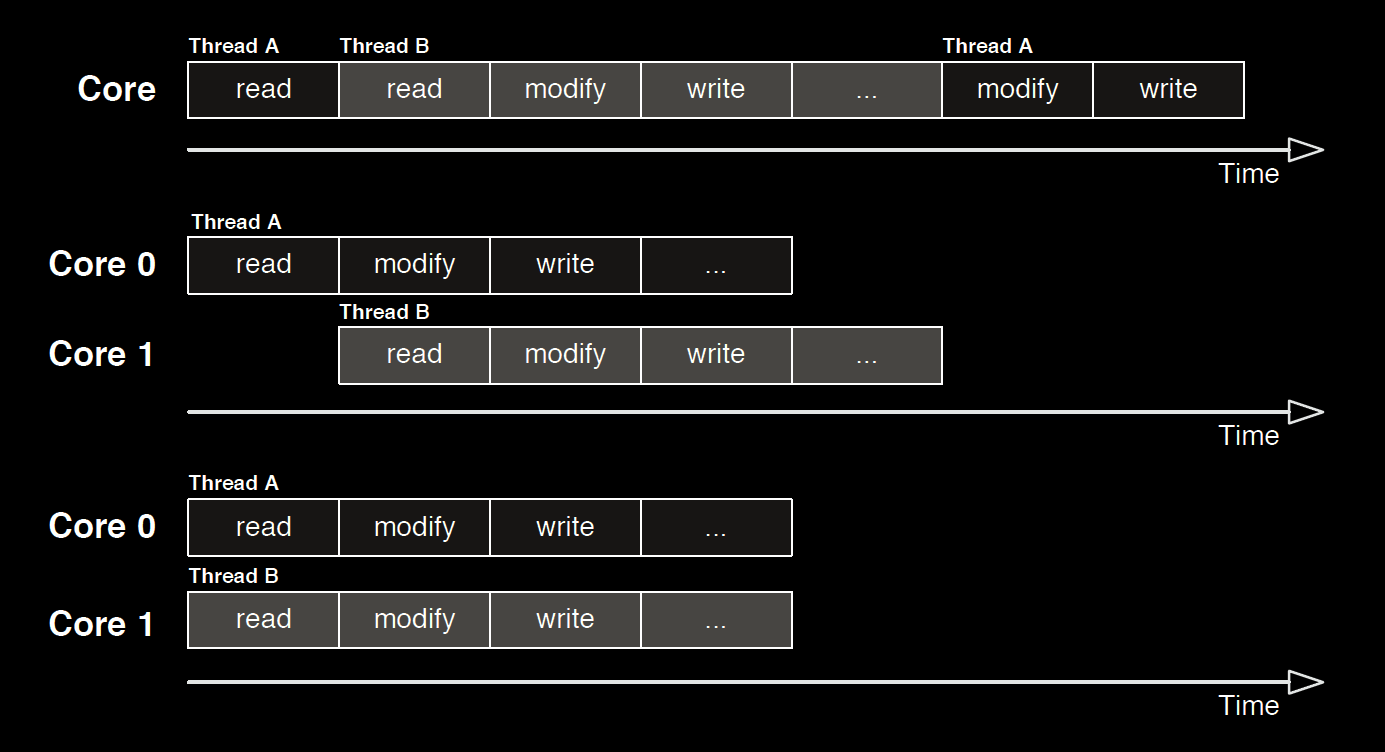 Thread A Thread B Thread A
Core read read modify write ... modify write
Time
Thread A
Core 0 read modify write ...
Thread B
Core 1 read modify write ...
Time
Thread A
Core 0 read modify write ...
Thread B
Core 1 read modify write ...
Time